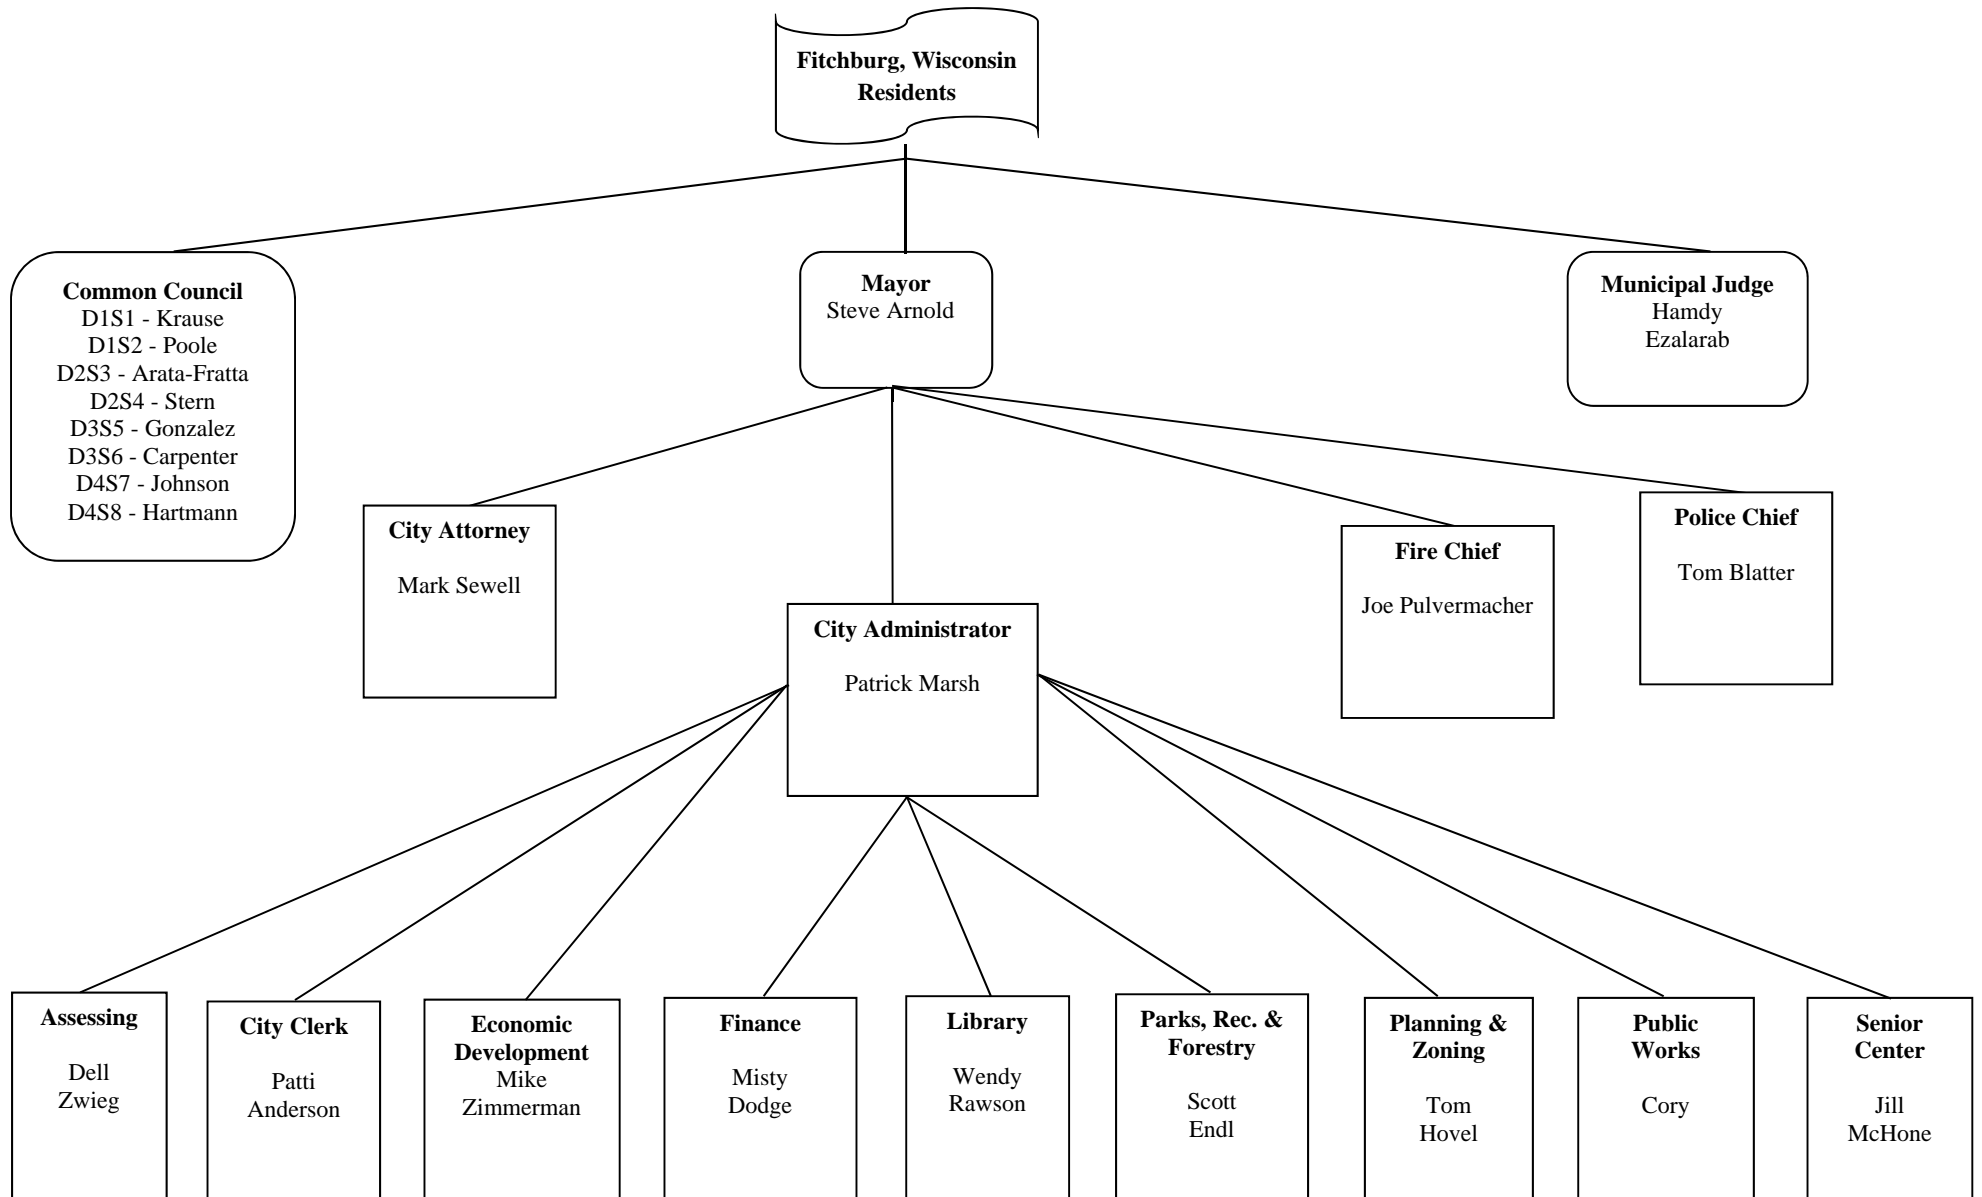 Fitchburg, Wisconsin
Residents
Common Council
D1S1 - Krause
D1S2 - Poole
D2S3 - Arata-Fratta
D2S4 - Stern
D3S5 - Gonzalez
D3S6 - Carpenter
D4S7 - Johnson
D4S8 - Hartmann
Mayor
Steve Arnold
Municipal Judge
Hamdy
Ezalarab
City Attorney
Mark Sewell
City Administrator
Patrick Marsh
Fire Chief
Joe Pulvermacher
Police Chief
Tom Blatter
Assessing
Dell
Zwieg
City Clerk
Patti
Anderson
Economic
Development
Mike
Zimmerman
Finance
Misty
Dodge
Library
Wendy
Rawson
Parks, Rec. &
Forestry
Scott
Endl
Planning &
Zoning
Tom
Hovel
Public
Works
Cory
Senior
Center
Jill
McHone